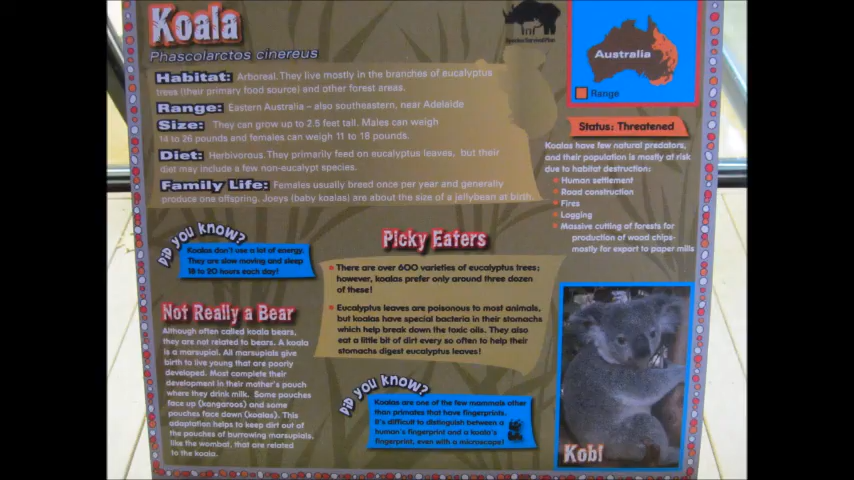 Koala
Phascolarctos cinereus
Habitat: Arboreal. They live mostly in the branches of eucalyptus
trees (their primary food source) and other forest areas.
Range: Eastern Australia – also southeastern, near Adelaide
Size: They can grow up to 2.5 feet tall. Males can weigh
14 to 26 pounds and females can weigh 11 to 18 pounds.
Diet: Herbivorous. They primarily feed on eucalyptus leaves, but their
diet may include a few non-eucalypt species.
Family Life: Females usually breed once per year and generally
produce one offspring. Joeys (baby koalas) are about the size of a jellybean at birth.
Species Survival Plan
Australia
Range
Status: Threatened
Koalas have few natural predators,
and their population is mostly at risk
due to habitat destruction:
Human settlement
Road construction
Fires
Logging
Massive cutting of forests for
production of wood chips-
mostly for export to paper mills
Did you know?
Koalas don't use a lot of energy.
They are slow moving and sleep
18 to 20 hours each day!
Not Really a Bear
Although often called koala bears,
they are not related to bears. A koala
is a marsupial. All marsupials give
birth to live young that are poorly
developed. Most complete their
development in their mother's pouch
where they drink milk. Some pouches
face up (kangaroos) and some
pouches face down (koalas). This
adaptation helps to keep dirt out of
the pouches of burrowing marsupials,
like the wombat, that are related
to the koala.
Picky Eaters
There are over 600 varieties of eucalyptus trees;
however, koalas prefer only around three dozen
of these!
Eucalyptus leaves are poisonous to most animals,
but koalas have special bacteria in their stomachs
which help break down the toxic oils. They also
eat a little bit of dirt every so often to help their
stomachs digest eucalyptus leaves!
Did you know?
Koalas are one of the few mammals other
than primates that have fingerprints.
It's difficult to distinguish between a
human's fingerprint and a koala's
fingerprint, even with a microscope!
Kobi